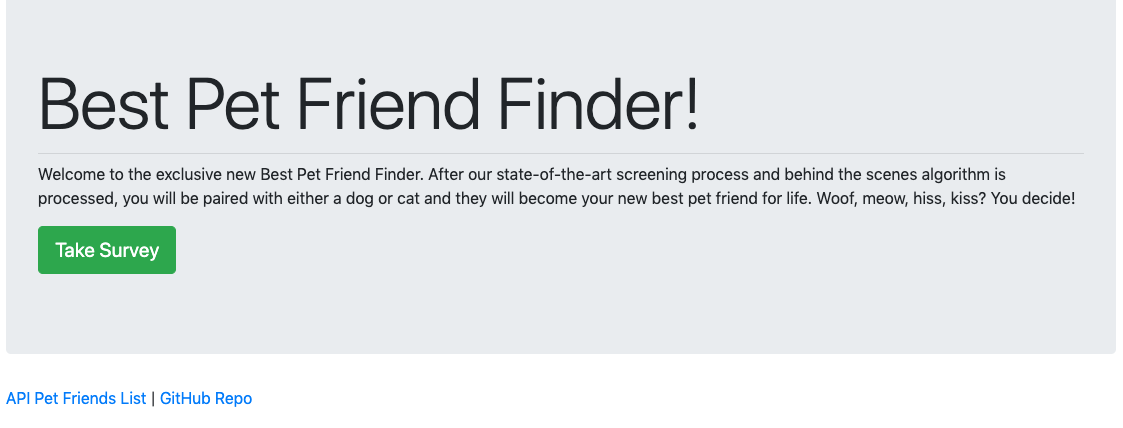 Best Pet Friend Finder!
Welcome to the exclusive new Best Pet Friend Finder. After our state-of-the-art screening process and behind the scenes algorithm is
processed, you will be paired with either a dog or cat and they will become your new best pet friend for life. Woof, meow, hiss, kiss? You decide!
Take Survey
API Pet Friends List | GitHub Repo